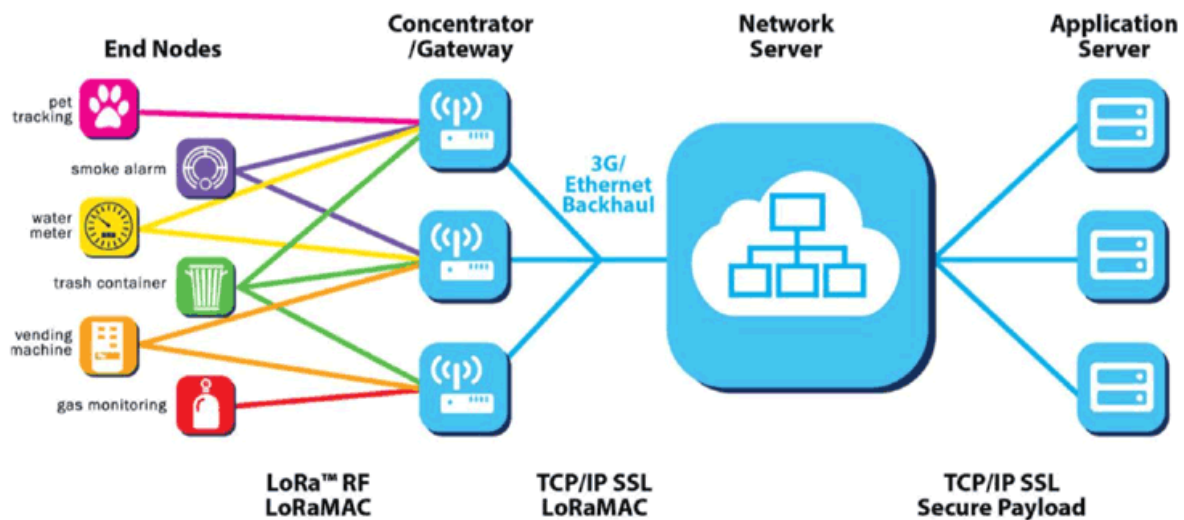 End Nodes
Concentrator
/Gateway
Network
Server
Application
Server
pet
tracking
smoke alarm
water
meter
trash container
vending
machine
gas monitoring
3G/
Ethernet
Backhaul
LoRa™ RF
LoRaMAC
TCP/IP SSL
LoRaMAC
TCP/IP SSL
Secure Payload